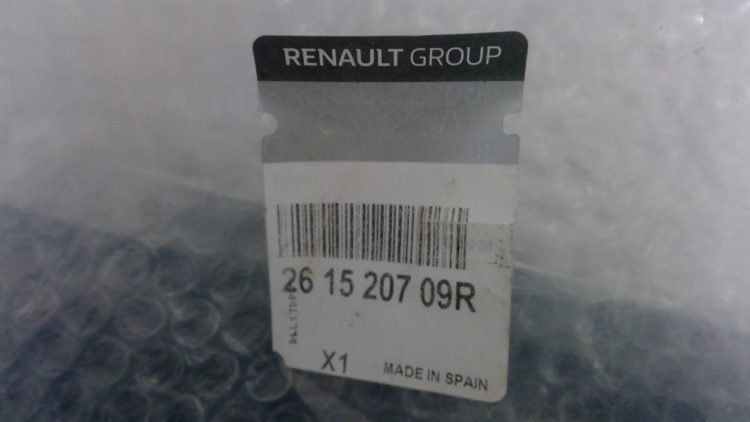 RENAULT GROUP
26 15 207 09R
X1
MADE IN SPAIN